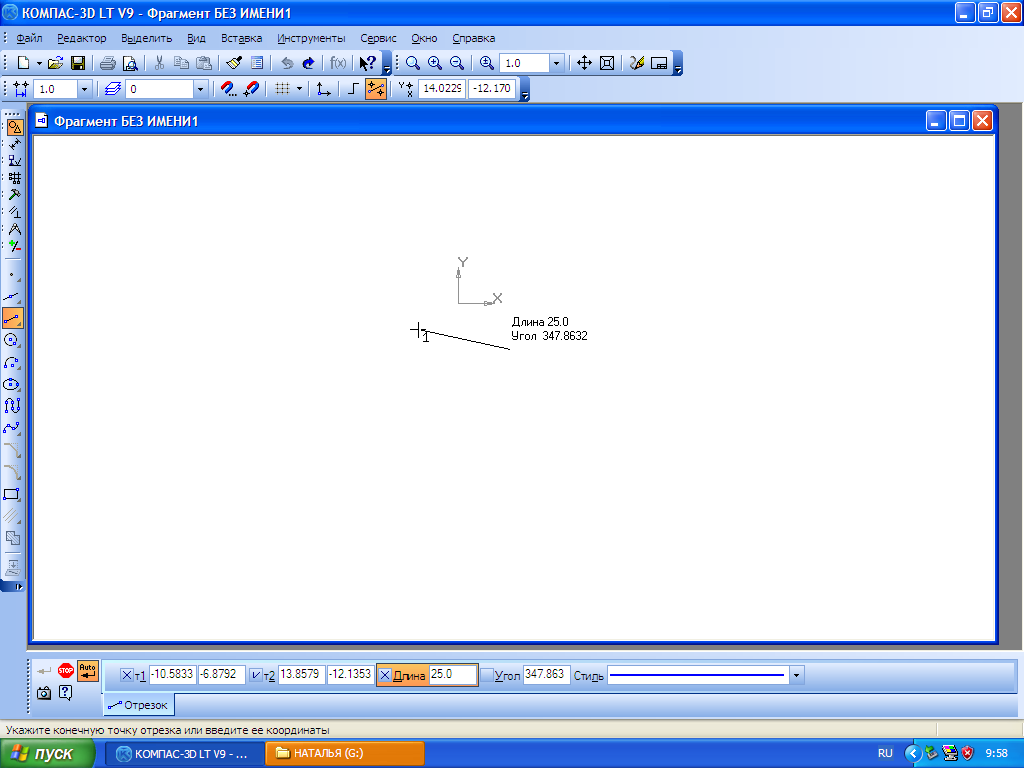 КОМПАС-3D LT V9 - Фрагмент БЕЗ ИМЕНИ1
Файл Редактор Выделить Вид Вставка Инструменты Сервис Окно Справка
f(x) 1.0
1.0 0 14.0229 -12.170
Фрагмент БЕЗ ИМЕНИ1
Y
X
Длина 25.0
Угол 347.8632
1
STOP Auto т1 -10.5833 -6.8792 т2 13.8579 -12.1353 Длина 25.0 Угол 347.863 Стиль
Отрезок
Укажите конечную точку отрезка или введите ее координаты
пуск КОМПАС-3D LT V9 - ... НАТАЛЬЯ (G:) RU 9:58